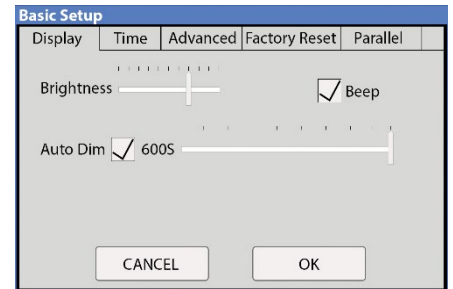 Basic Setup
Display Time Advanced Factory Reset Parallel
Brightness Beep
Auto Dim 600S
CANCEL OK